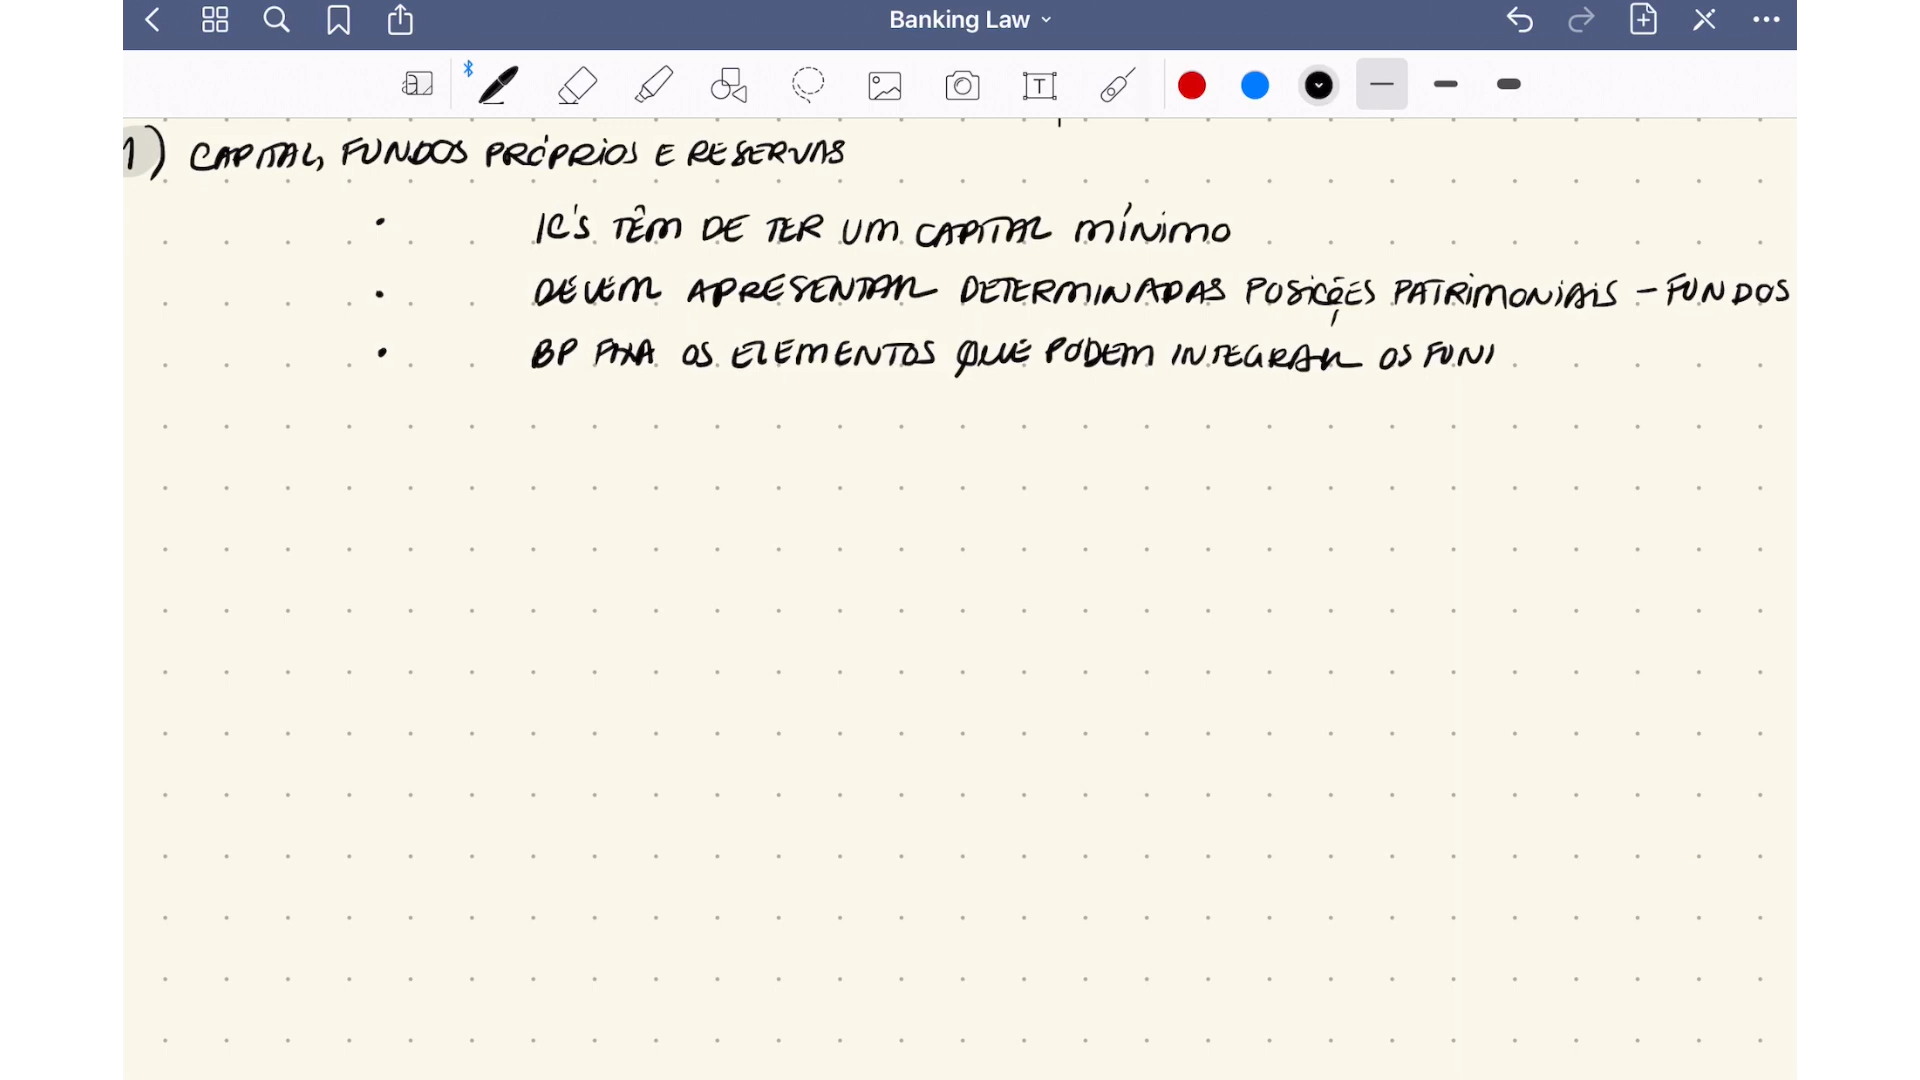 Banking Law
1) CAPITAL, FUNDOS PRÓPRIOS E RESERVAS
• IC'S TÊM DE TER UM CAPITAL MÍNIMO
• DEVEM APRESENTAR DETERMINADAS POSIÇÕES PATRIMONIAIS - FUNDOS
• BP FIXA OS ELEMENTOS QUE PODEM INTEGRAR OS FUN